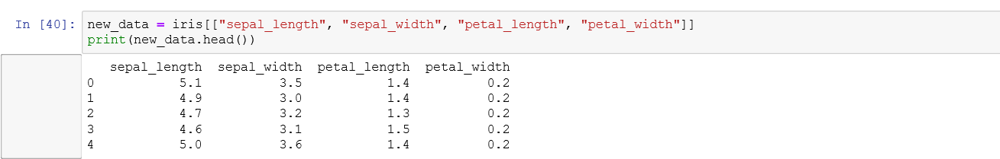 In [40]: new_data = iris[["sepal_length", "sepal_width", "petal_length", "petal_width"]]
print(new_data.head())
sepal_length sepal_width petal_length petal_width
0 5.1 3.5 1.4 0.2
1 4.9 3.0 1.4 0.2
2 4.7 3.2 1.3 0.2
3 4.6 3.1 1.5 0.2
4 5.0 3.6 1.4 0.2